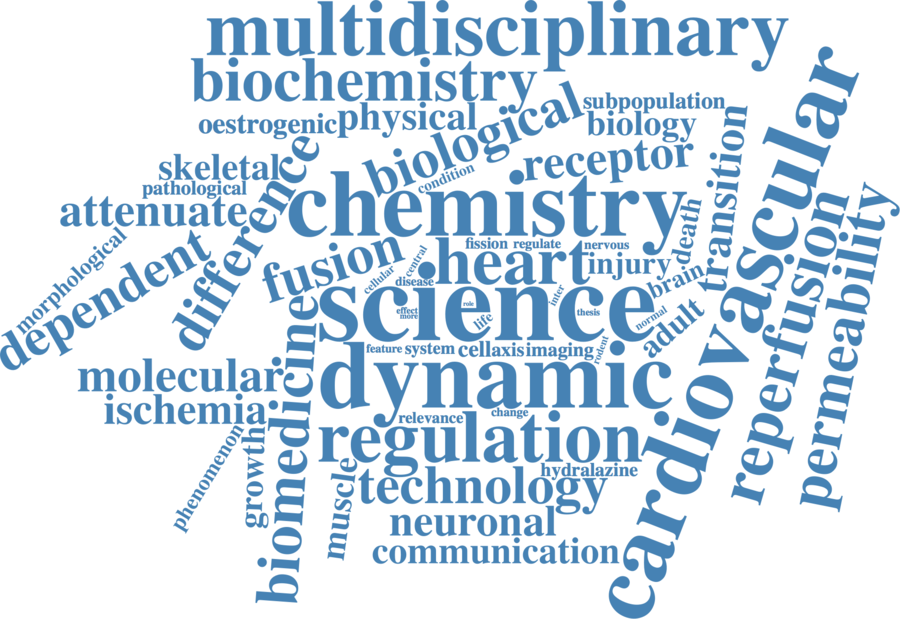 multidisciplinary
biochemistry
subpopulation
oestrogenic
physical
biological
biology
skeletal
difference
condition
receptor
pathological
attenuate
chemistry
death
transition
cardiovascular
morphological
dependent
fusion
central
fission
regulate
nervous
heart
injury
cellular
disease
brain
reperfusion
permeability
science
effect
more
role
life
inter
thesis
normal
adult
feature
system
cell
axis
imaging
rodent
molecular
dynamic
ischemia
biomedicine
relevance
change
phenomenon
growth
regulation
muscle
hydralazine
technology
neuronal
communication